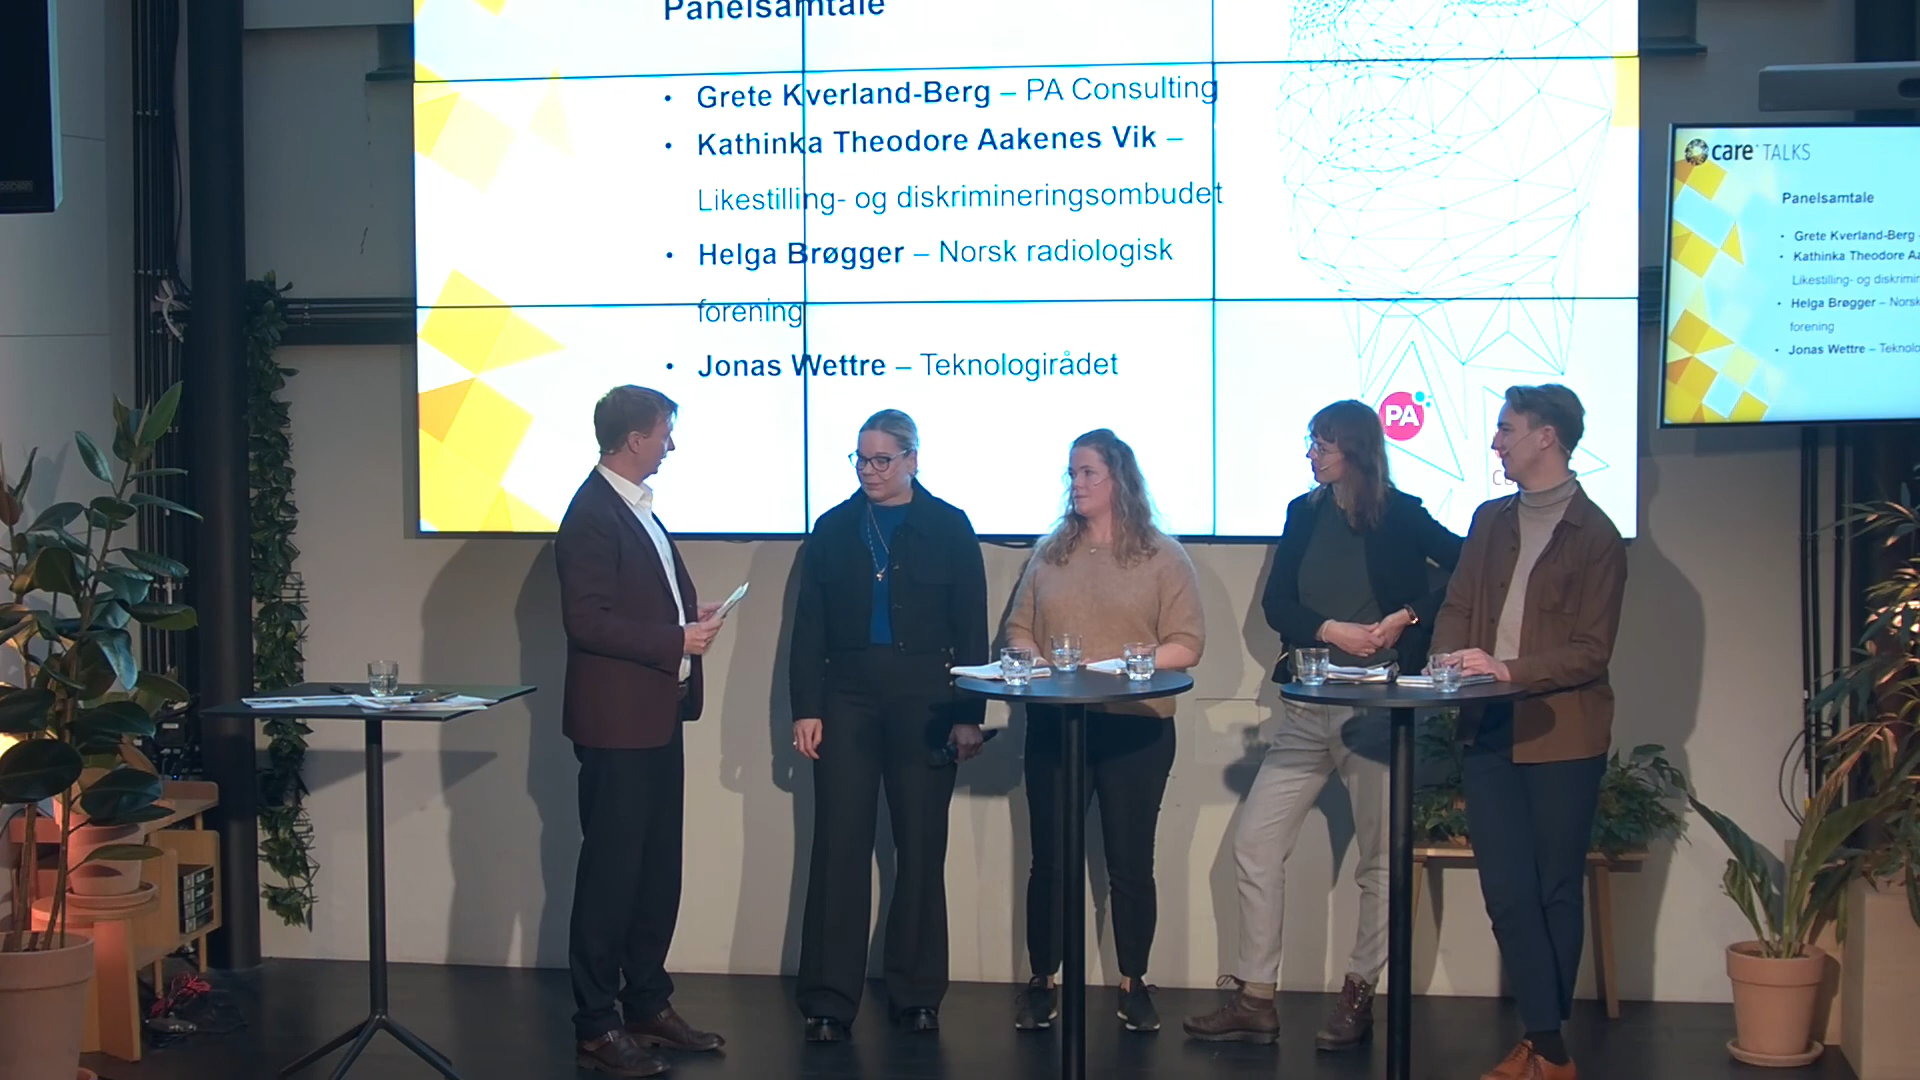 Panelsamtale
• Grete Kverland-Berg – PA Consulting
• Kathinka Theodore Aakenes Vik –
Likestilling- og diskrimineringsombudet
• Helga Brøgger – Norsk radiologisk
forening
• Jonas Wettre – Teknologirådet
PA
care TALKS
Panelsamtale
• Grete Kverland-Berg
• Kathinka Theodore
Likestilling- og
• Helga Brøgger – Norsk
forening
• Jonas Wettre –